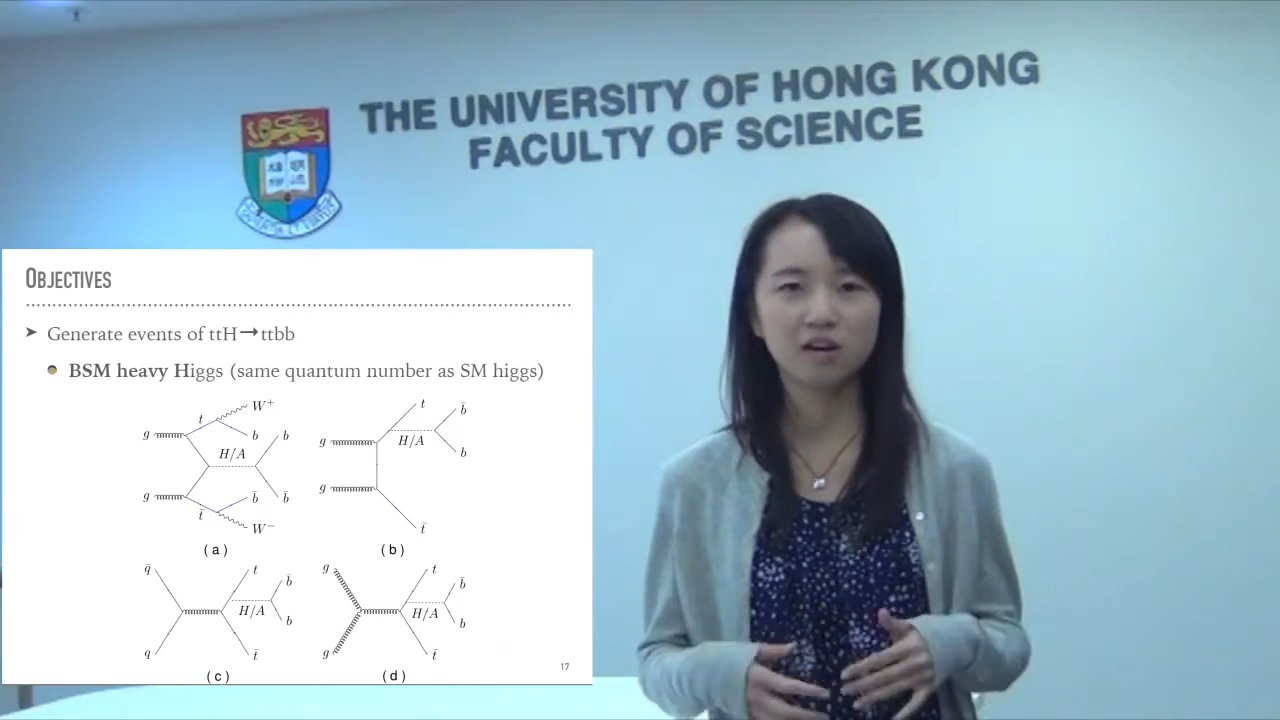 THE UNIVERSITY OF HONG KONG
FACULTY OF SCIENCE
OBJECTIVES
➤ Generate events of ttH→ttbb
• BSM heavy Higgs (same quantum number as SM higgs)
g t W⁺ b b
H/A
g t̄ b̄ b̄ W⁻
(a)
g t b̄
H/A
b
g t̄
(b)
q̄ t b̄
H/A
b
q t̄
(c)
g t b̄
H/A
b
g t̄
(d)
17